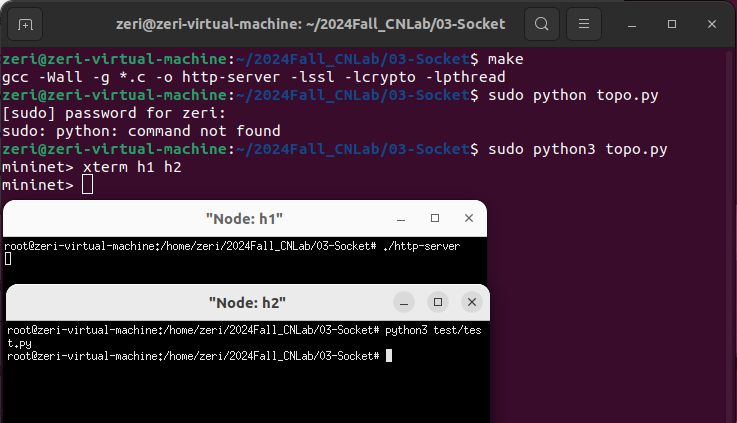 zeri@zeri-virtual-machine: ~/2024Fall_CNLab/03-Socket
zeri@zeri-virtual-machine:~/2024Fall_CNLab/03-Socket$ make
gcc -Wall -g *.c -o http-server -lssl -lcrypto -lpthread
zeri@zeri-virtual-machine:~/2024Fall_CNLab/03-Socket$ sudo python topo.py
[sudo] password for zeri:
sudo: python: command not found
zeri@zeri-virtual-machine:~/2024Fall_CNLab/03-Socket$ sudo python3 topo.py
mininet> xterm h1 h2
mininet>
"Node: h1"
root@zeri-virtual-machine:/home/zeri/2024Fall_CNLab/03-Socket# ./http-server
"Node: h2"
root@zeri-virtual-machine:/home/zeri/2024Fall_CNLab/03-Socket# python3 test/tes
t.py
root@zeri-virtual-machine:/home/zeri/2024Fall_CNLab/03-Socket#